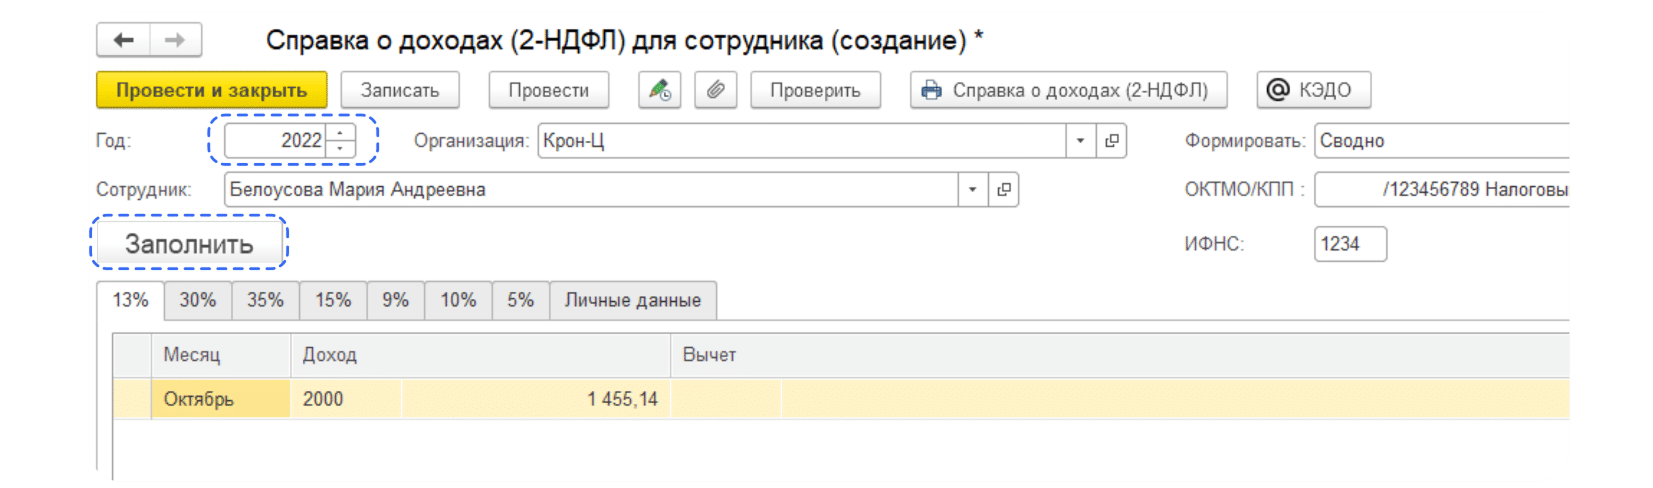 Справка о доходах (2-НДФЛ) для сотрудника (создание) *
Провести и закрыть Записать Провести Проверить Справка о доходах (2-НДФЛ) @ КЭДО
Год: 2022 Организация: Крон-Ц Формировать: Сводно
Сотрудник: Белоусова Мария Андреевна ОКТМО/КПП : /123456789 Налоговы
Заполнить ИФНС: 1234
13% 30% 35% 15% 9% 10% 5% Личные данные
Месяц Доход Вычет
Октябрь 2000 1 455,14